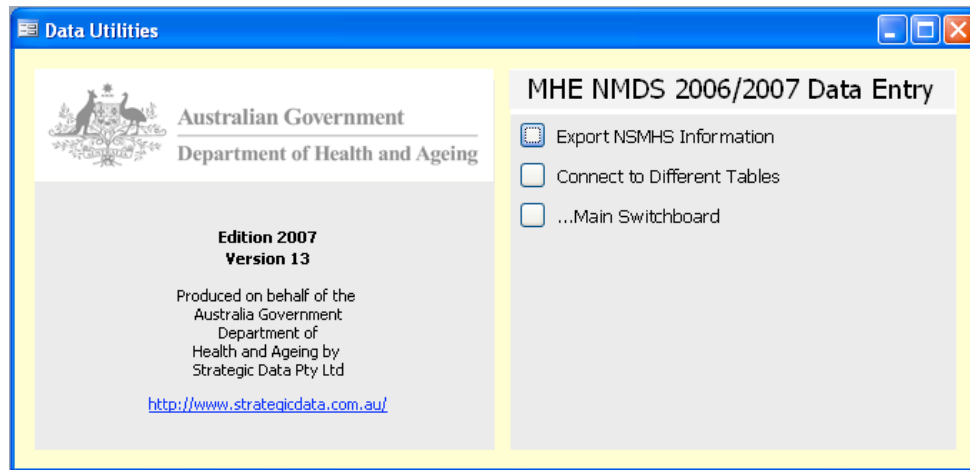 Data Utilities
Australian Government
Department of Health and Ageing
Edition 2007
Version 13
Produced on behalf of the
Australia Government
Department of
Health and Ageing by
Strategic Data Pty Ltd
http://www.strategicdata.com.au/
MHE NMDS 2006/2007 Data Entry
Export NSMHS Information
Connect to Different Tables
...Main Switchboard